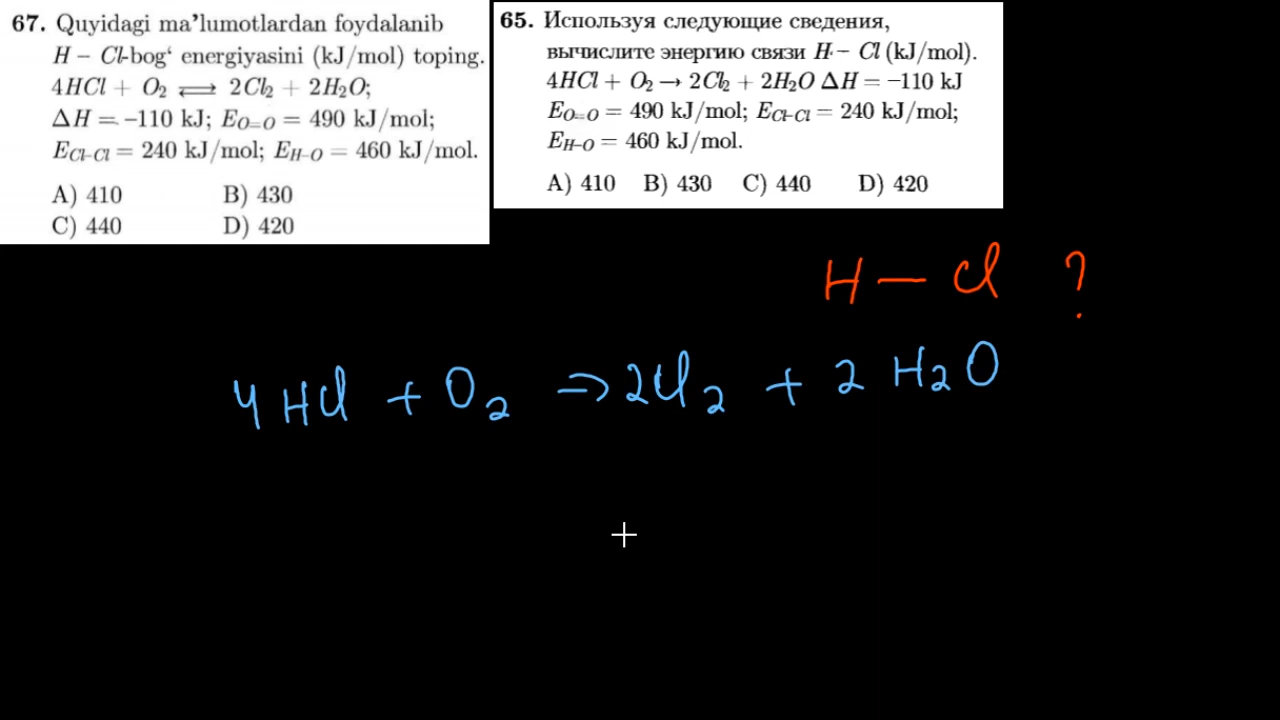 67. Quyidagi ma’lumotlardan foydalanib
H − Cl-bog‘ energiyasini (kJ/mol) toping.
4HCl + O₂ ⇌ 2Cl₂ + 2H₂O;
ΔH = −110 kJ; E_O=O = 490 kJ/mol;
E_Cl-Cl = 240 kJ/mol; E_H-O = 460 kJ/mol.
A) 410 B) 430
C) 440 D) 420
65. Используя следующие сведения,
вычислите энергию связи H − Cl (kJ/mol).
4HCl + O₂ → 2Cl₂ + 2H₂O ΔH = −110 kJ
E_O=O = 490 kJ/mol; E_Cl-Cl = 240 kJ/mol;
E_H-O = 460 kJ/mol.
A) 410 B) 430 C) 440 D) 420
H − Cl ?
4HCl + O₂ ⇒ 2Cl₂ + 2H₂O